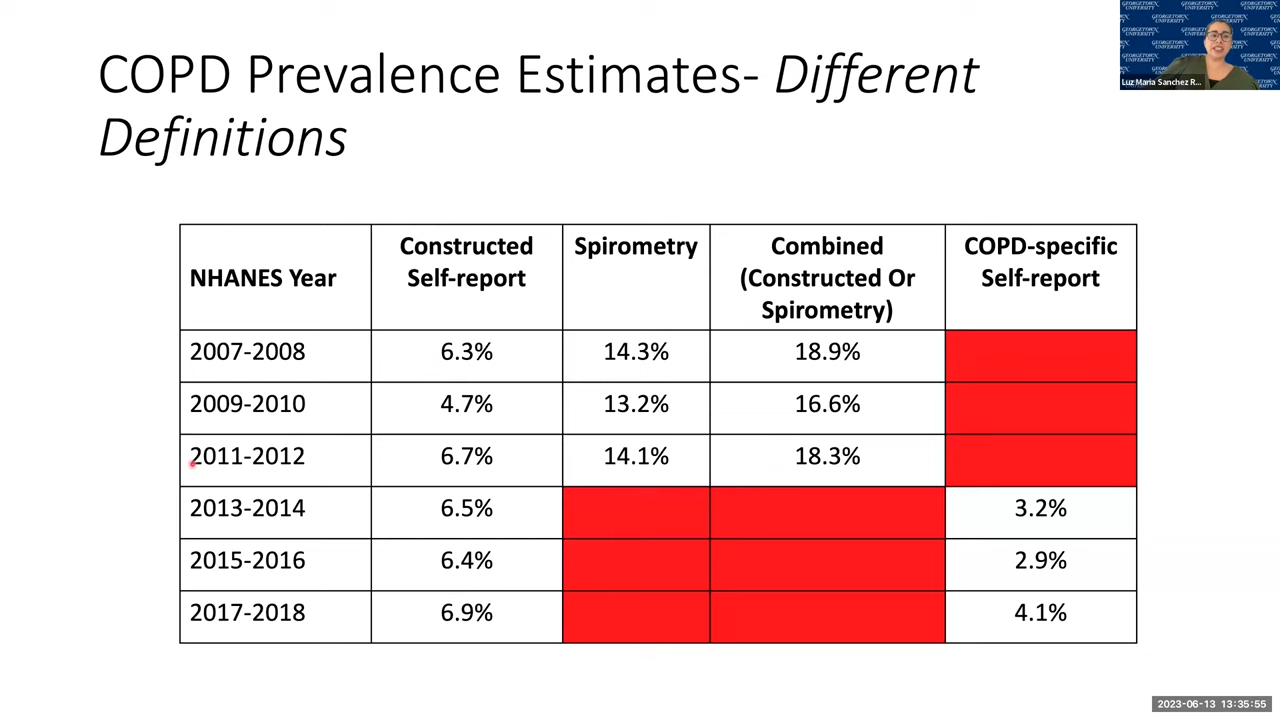 COPD Prevalence Estimates- Different
Definitions
GEORGETOWN
UNIVERSITY
Luz Maria Sanchez R...
NHANES Year
Constructed
Self-report
Spirometry
Combined
(Constructed Or
Spirometry)
COPD-specific
Self-report
2007-2008 6.3% 14.3% 18.9%
2009-2010 4.7% 13.2% 16.6%
2011-2012 6.7% 14.1% 18.3%
2013-2014 6.5% 3.2%
2015-2016 6.4% 2.9%
2017-2018 6.9% 4.1%
2023-06-13 13:35:55